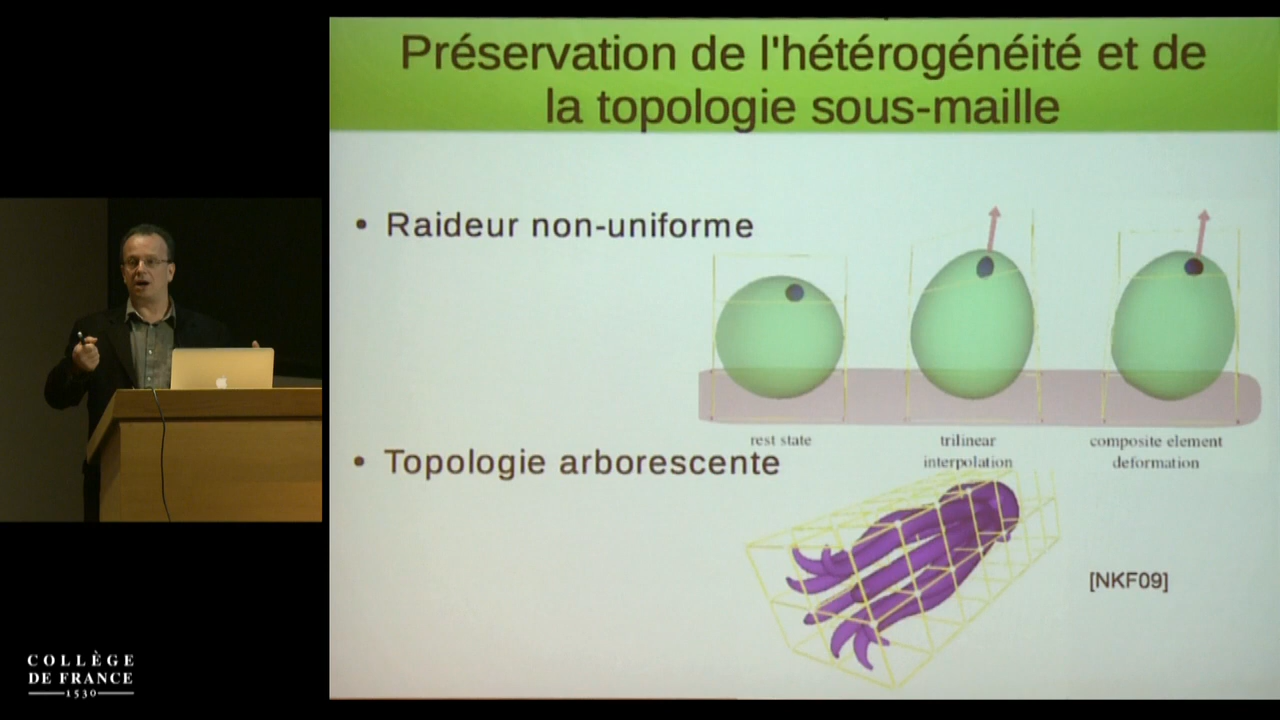 Préservation de l'hétérogénéité et de
la topologie sous-maille
• Raideur non-uniforme
rest state
trilinear
interpolation
composite element
deformation
• Topologie arborescente
[NKF09]
COLLÈGE
DE FRANCE
1530